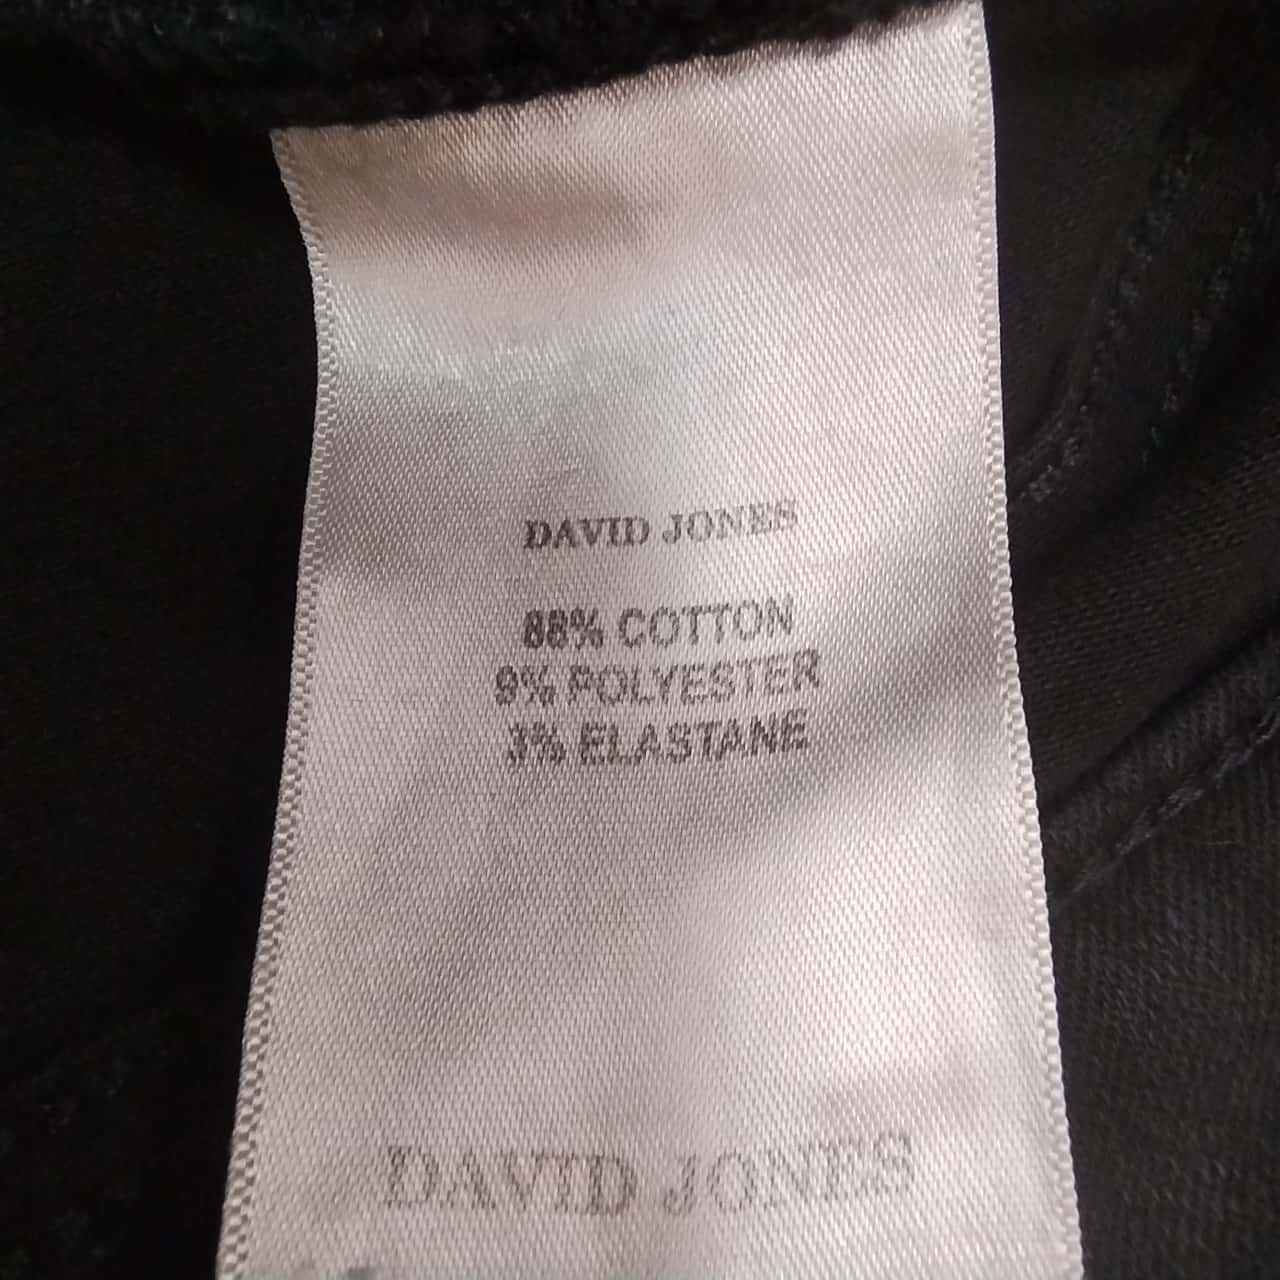 DAVID JONES
88% COTTON
9% POLYESTER
3% ELASTANE
DAVID JONES